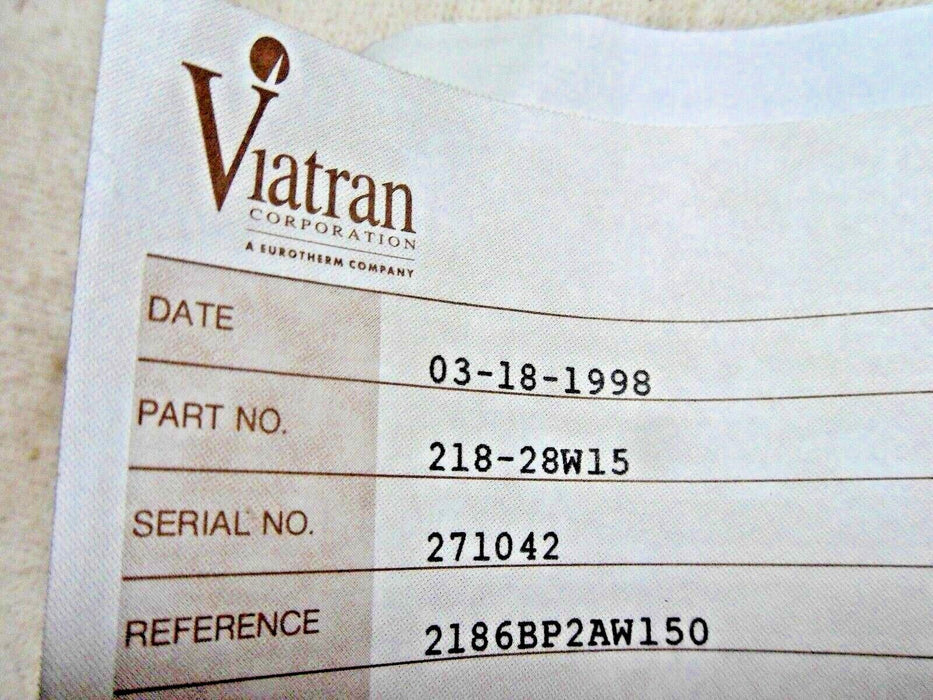 Viatran
CORPORATION
A EUROTHERM COMPANY
DATE 03-18-1998
PART NO. 218-28W15
SERIAL NO. 271042
REFERENCE 2186BP2AW150